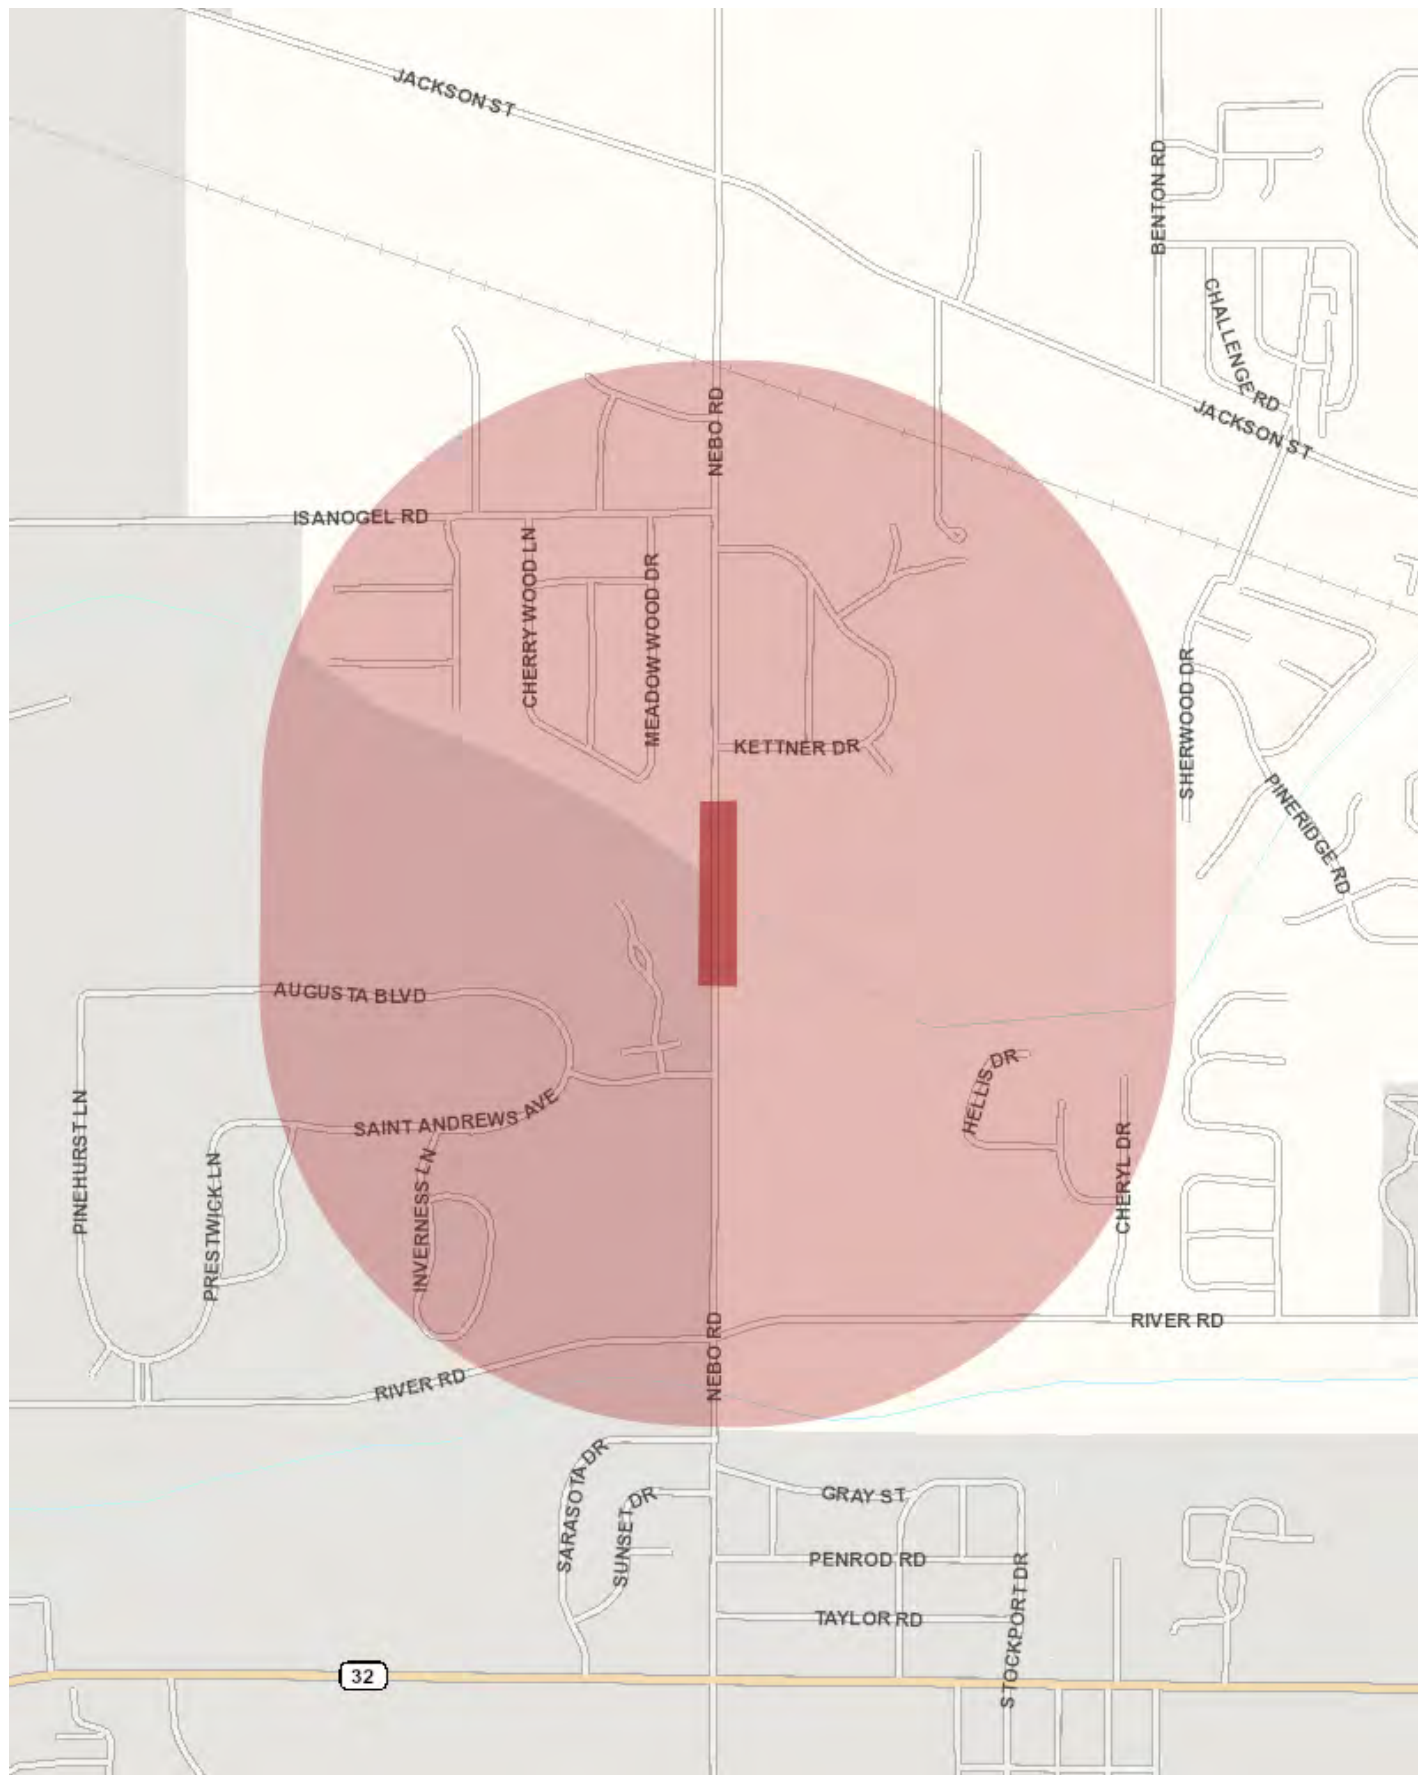 JACKSON ST
BENTON RD
CHALLENGE RD
NEBO RD
JACKSON ST
ISANOGEL RD
CHERRY WOOD LN
MEADOW WOOD DR
KETTNER DR
SHERWOOD DR
PINERIDGE RD
AUGUSTA BLVD
HELLIS DR
SAINT ANDREWS AVE
PINEHURST LN
PRESTWICK LN
INVERNESS LN
CHERYL DR
RIVER RD
NEBO RD
RIVER RD
SARASOTA DR
SUNSET DR
GRAY ST
PENROD RD
TAYLOR RD
STOCKPORT DR
32